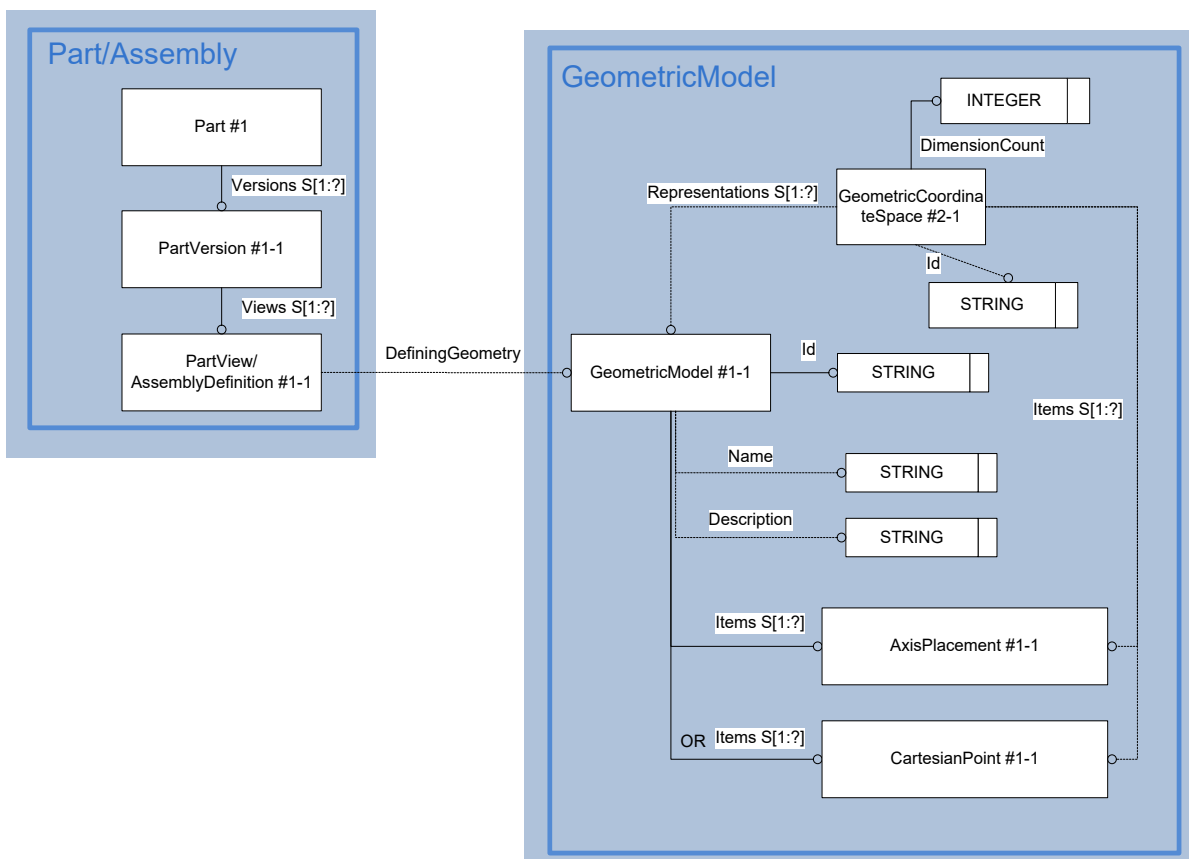 Part/Assembly
Part #1
Versions S[1:?]
PartVersion #1-1
Views S[1:?]
PartView/
AssemblyDefinition #1-1
DefiningGeometry
GeometricModel
INTEGER
DimensionCount
Representations S[1:?]
GeometricCoordina
teSpace #2-1
Id
STRING
GeometricModel #1-1
Id
STRING
Items S[1:?]
Name
STRING
Description
STRING
Items S[1:?]
AxisPlacement #1-1
OR
Items S[1:?]
CartesianPoint #1-1